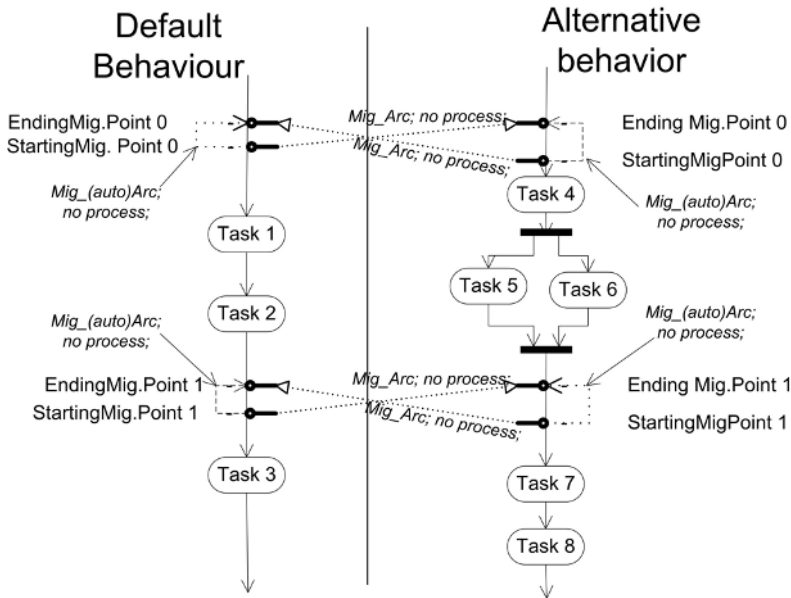 Default
Behaviour
Alternative
behavior
EndingMig.Point 0
StartingMig. Point 0
Mig_Arc; no process;
Mig_Arc; no process;
Ending Mig.Point 0
StartingMigPoint 0
Mig_(auto)Arc;
no process;
Task 4
Mig_(auto)Arc;
no process;
Task 1
Task 5
Task 6
Task 2
Mig_(auto)Arc;
no process;
Mig_(auto)Arc;
no process;
EndingMig.Point 1
StartingMig.Point 1
Mig_Arc; no process;
Mig_Arc; no process;
Ending Mig.Point 1
StartingMigPoint 1
Task 3
Task 7
Task 8